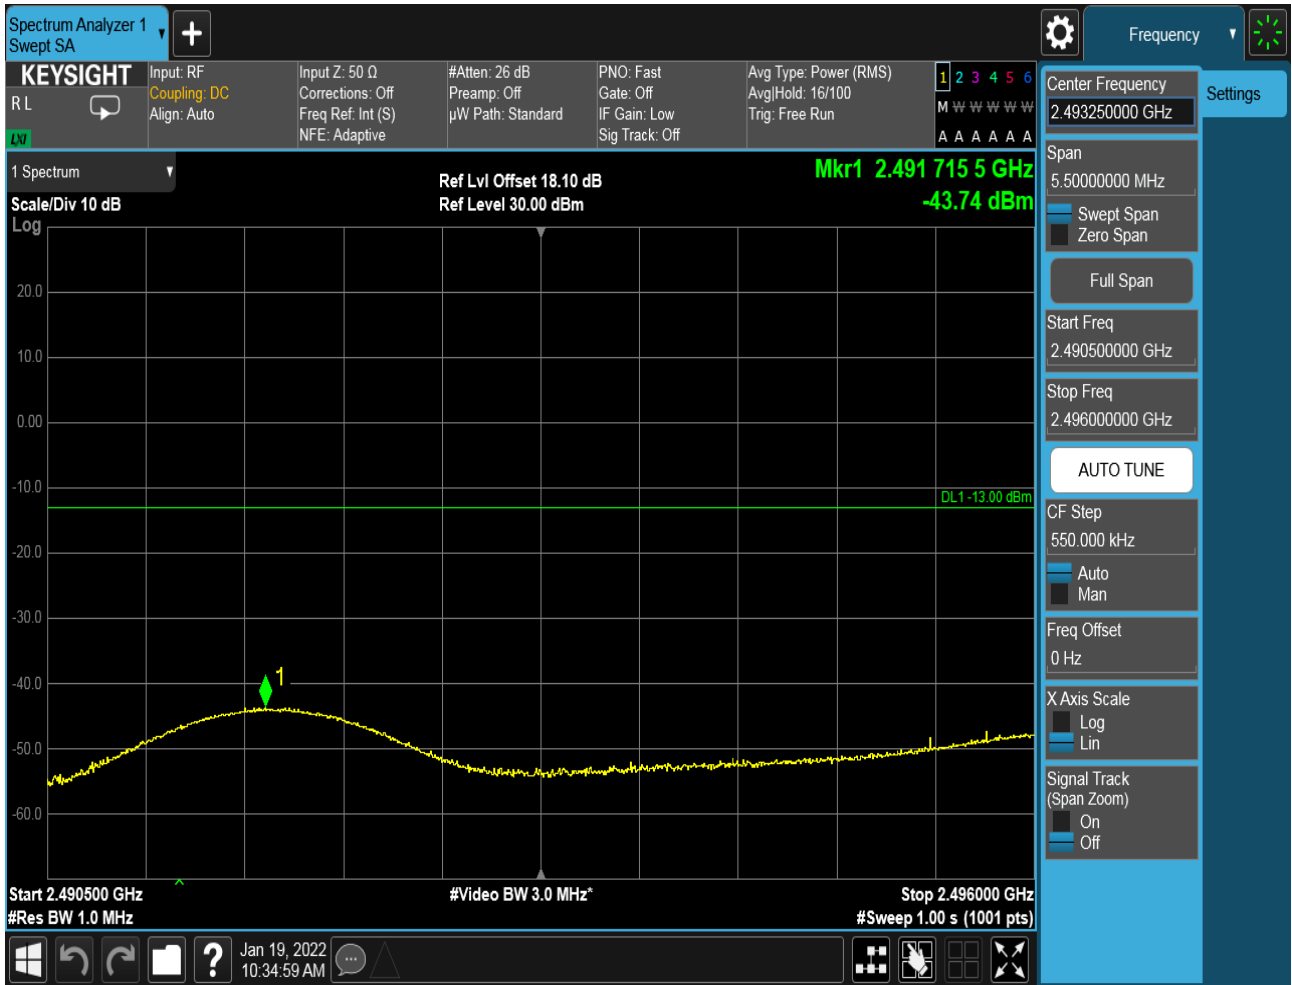 Spectrum Analyzer 1
Swept SA
Frequency
KEYSIGHT
R L
LXI
Input: RF
Coupling: DC
Align: Auto
Input Z: 50 Ω
Corrections: Off
Freq Ref: Int (S)
NFE: Adaptive
#Atten: 26 dB
Preamp: Off
µW Path: Standard
PNO: Fast
Gate: Off
IF Gain: Low
Sig Track: Off
Avg Type: Power (RMS)
Avg|Hold: 16/100
Trig: Free Run
1 2 3 4 5 6
M W W W W W
A A A A A A
1 Spectrum
Scale/Div 10 dB
Log
Ref Lvl Offset 18.10 dB
Ref Level 30.00 dBm
Mkr1 2.491 715 5 GHz
-43.74 dBm
20.0
10.0
0.00
-10.0
DL1 -13.00 dBm
-20.0
-30.0
-40.0
1
-50.0
-60.0
Start 2.490500 GHz
#Res BW 1.0 MHz
#Video BW 3.0 MHz*
Stop 2.496000 GHz
#Sweep 1.00 s (1001 pts)
Jan 19, 2022
10:34:59 AM
?
Center Frequency
2.493250000 GHz
Settings
Span
5.50000000 MHz
Swept Span
Zero Span
Full Span
Start Freq
2.490500000 GHz
Stop Freq
2.496000000 GHz
AUTO TUNE
CF Step
550.000 kHz
Auto
Man
Freq Offset
0 Hz
X Axis Scale
Log
Lin
Signal Track
(Span Zoom)
On
Off